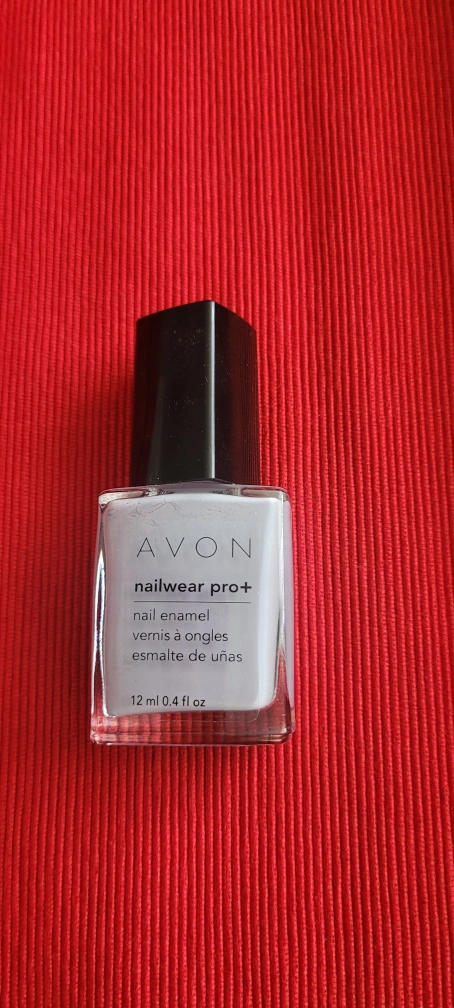 AVON
nailwear pro+
nail enamel
vernis à ongles
esmalte de uñas
12 ml 0.4 fl oz